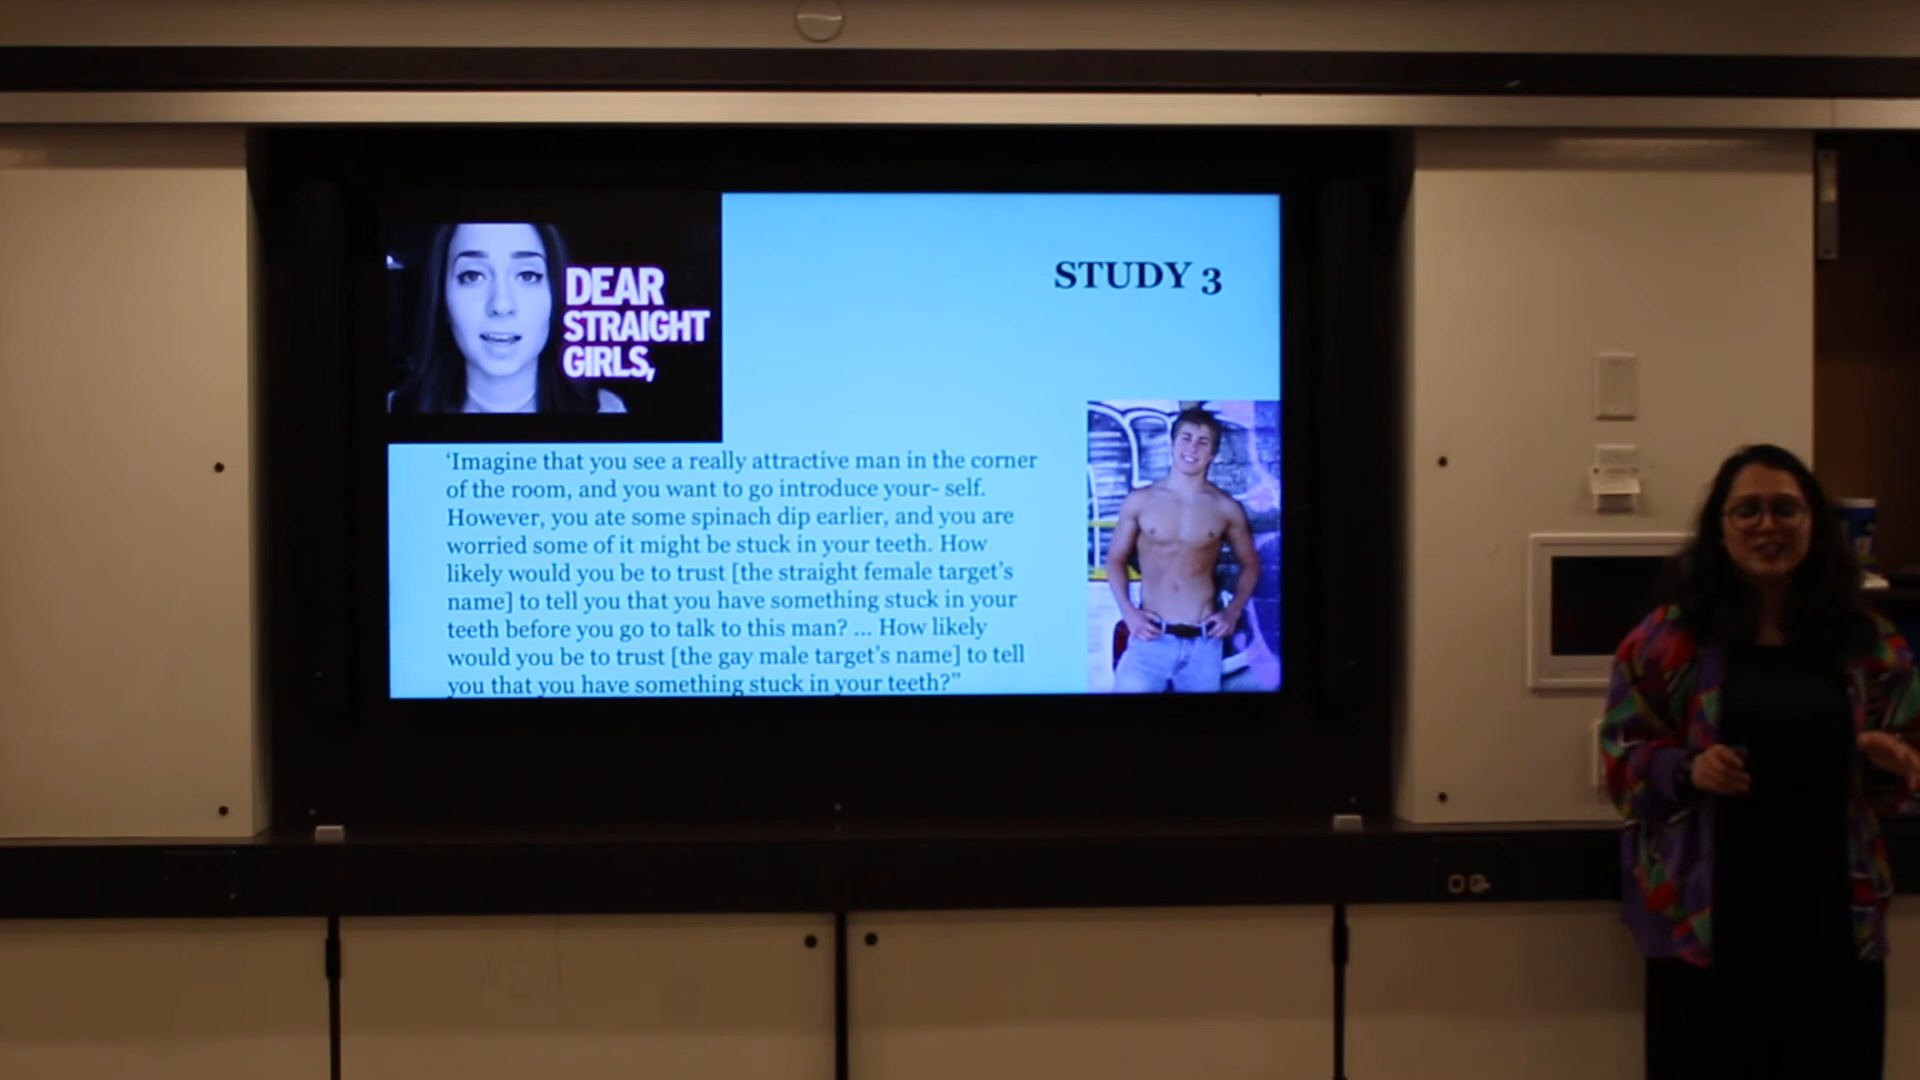 DEAR
STRAIGHT
GIRLS,
STUDY 3
‘Imagine that you see a really attractive man in the corner
of the room, and you want to go introduce your- self.
However, you ate some spinach dip earlier, and you are
worried some of it might be stuck in your teeth. How
likely would you be to trust [the straight female target’s
name] to tell you that you have something stuck in your
teeth before you go to talk to this man? ... How likely
would you be to trust [the gay male target’s name] to tell
you that you have something stuck in your teeth?”